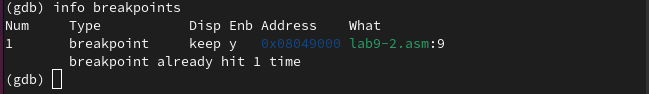 (gdb) info breakpoints
Num     Type           Disp Enb Address    What
1       breakpoint     keep y   0x08049000 lab9-2.asm:9
        breakpoint already hit 1 time
(gdb)